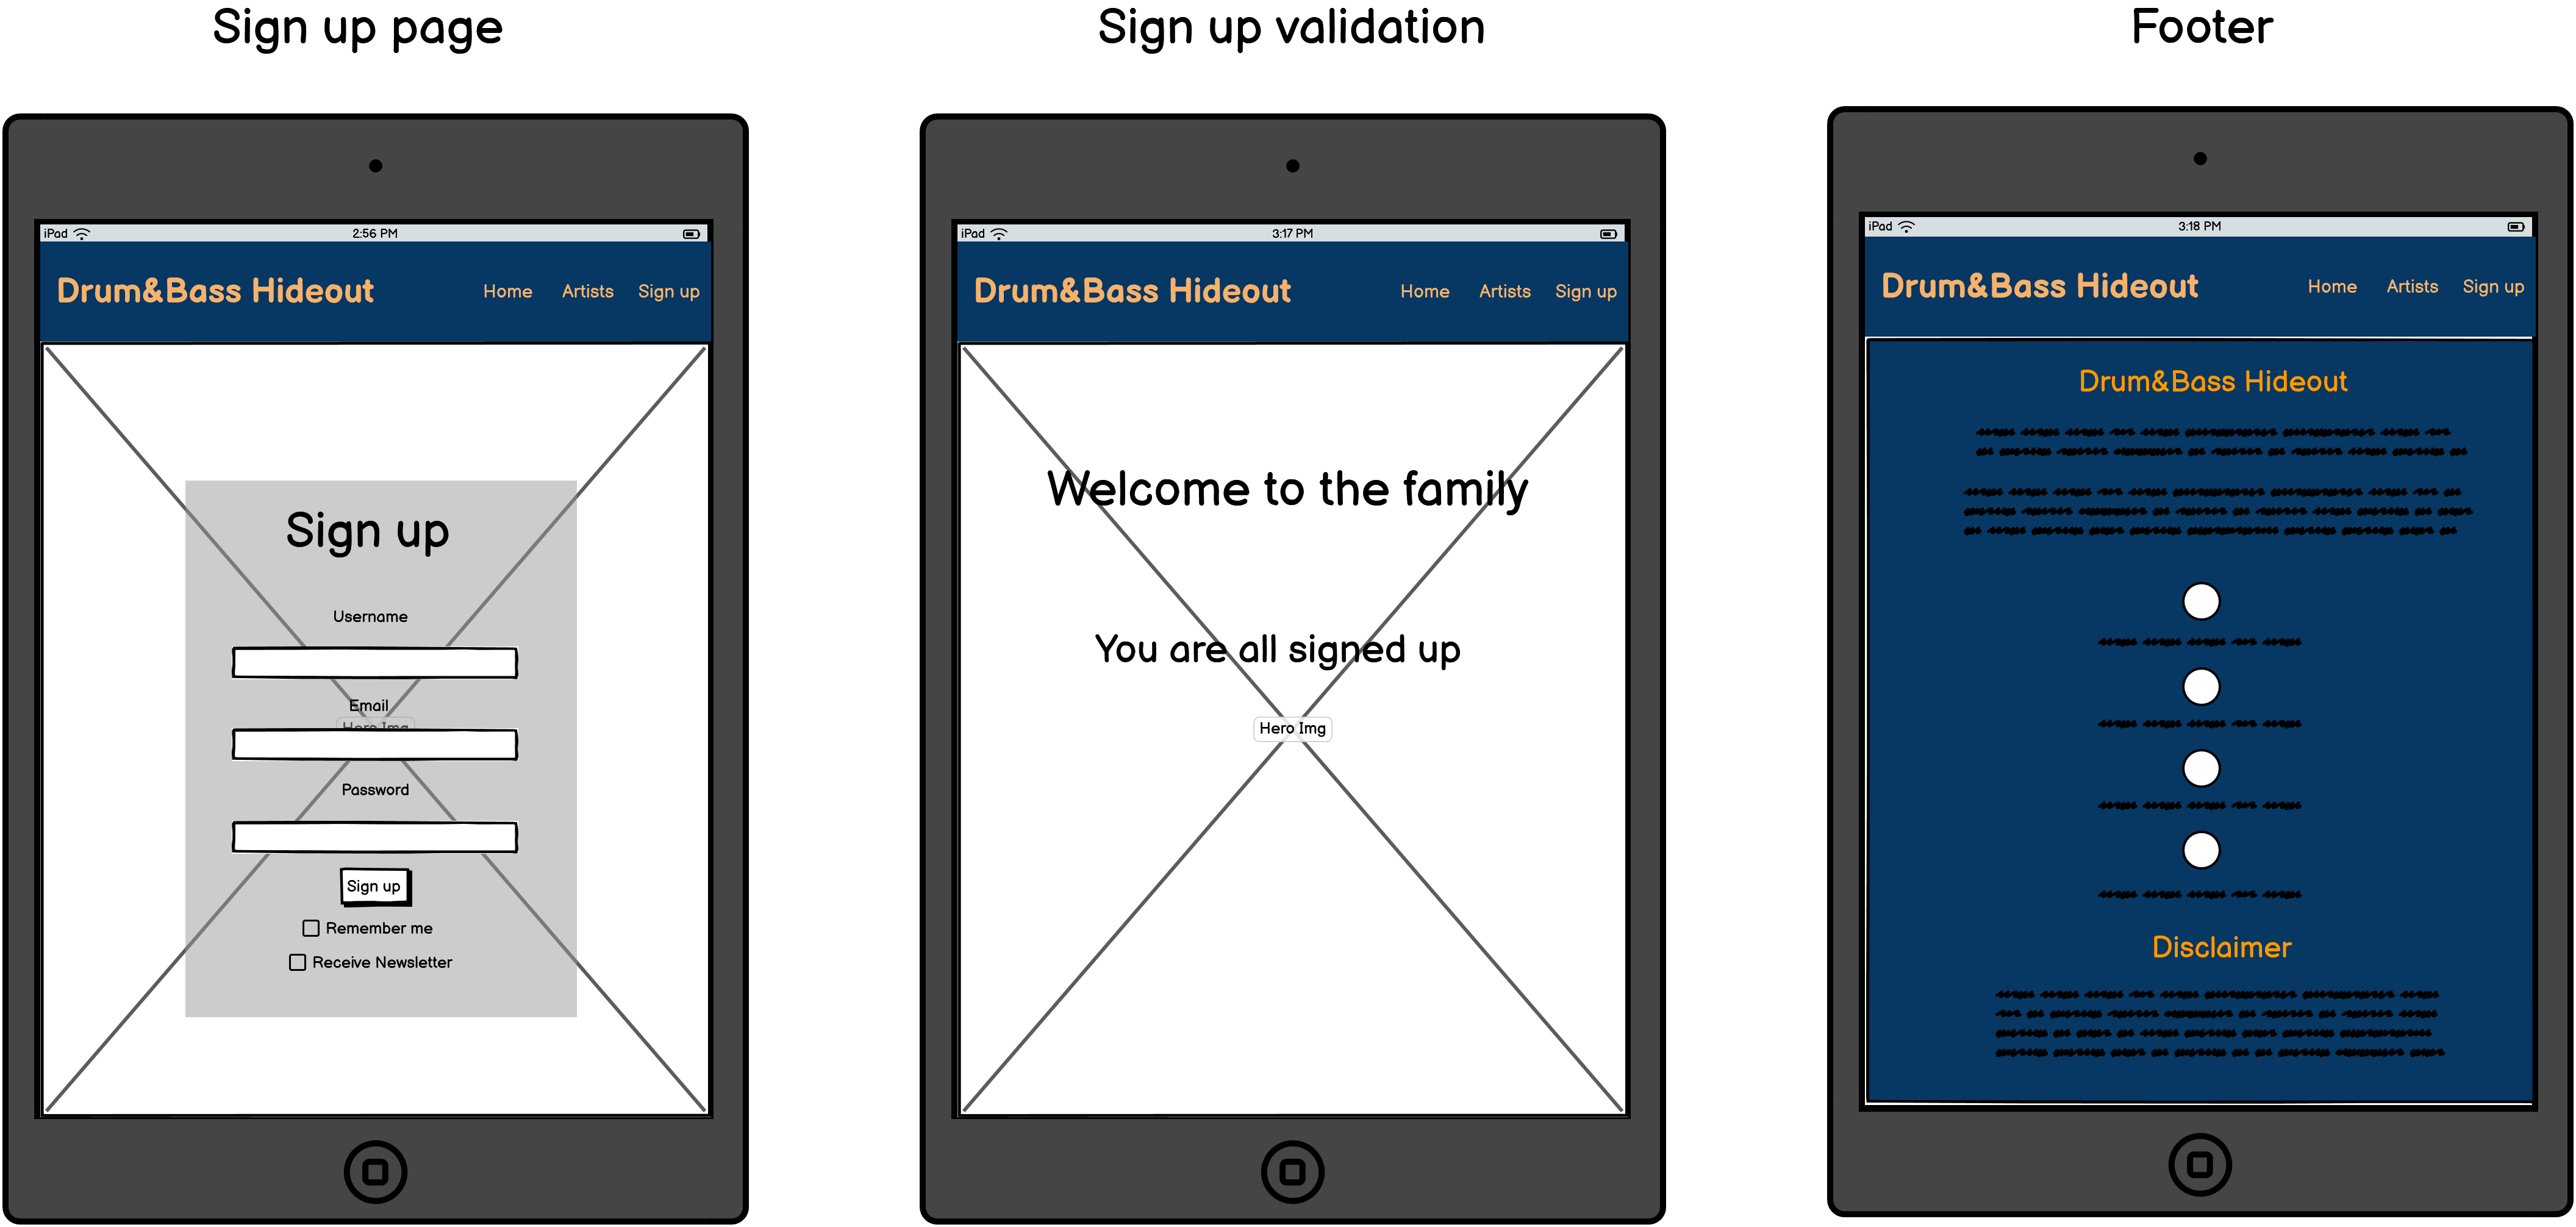 Sign up page
iPad 2:56 PM
Drum&Bass Hideout Home Artists Sign up
Sign up
Username
Email
Hero Img
Password
Sign up
Remember me
Receive Newsletter
Sign up validation
iPad 3:17 PM
Drum&Bass Hideout Home Artists Sign up
Welcome to the family
You are all signed up
Hero Img
Footer
iPad 3:18 PM
Drum&Bass Hideout Home Artists Sign up
Drum&Bass Hideout
Disclaimer